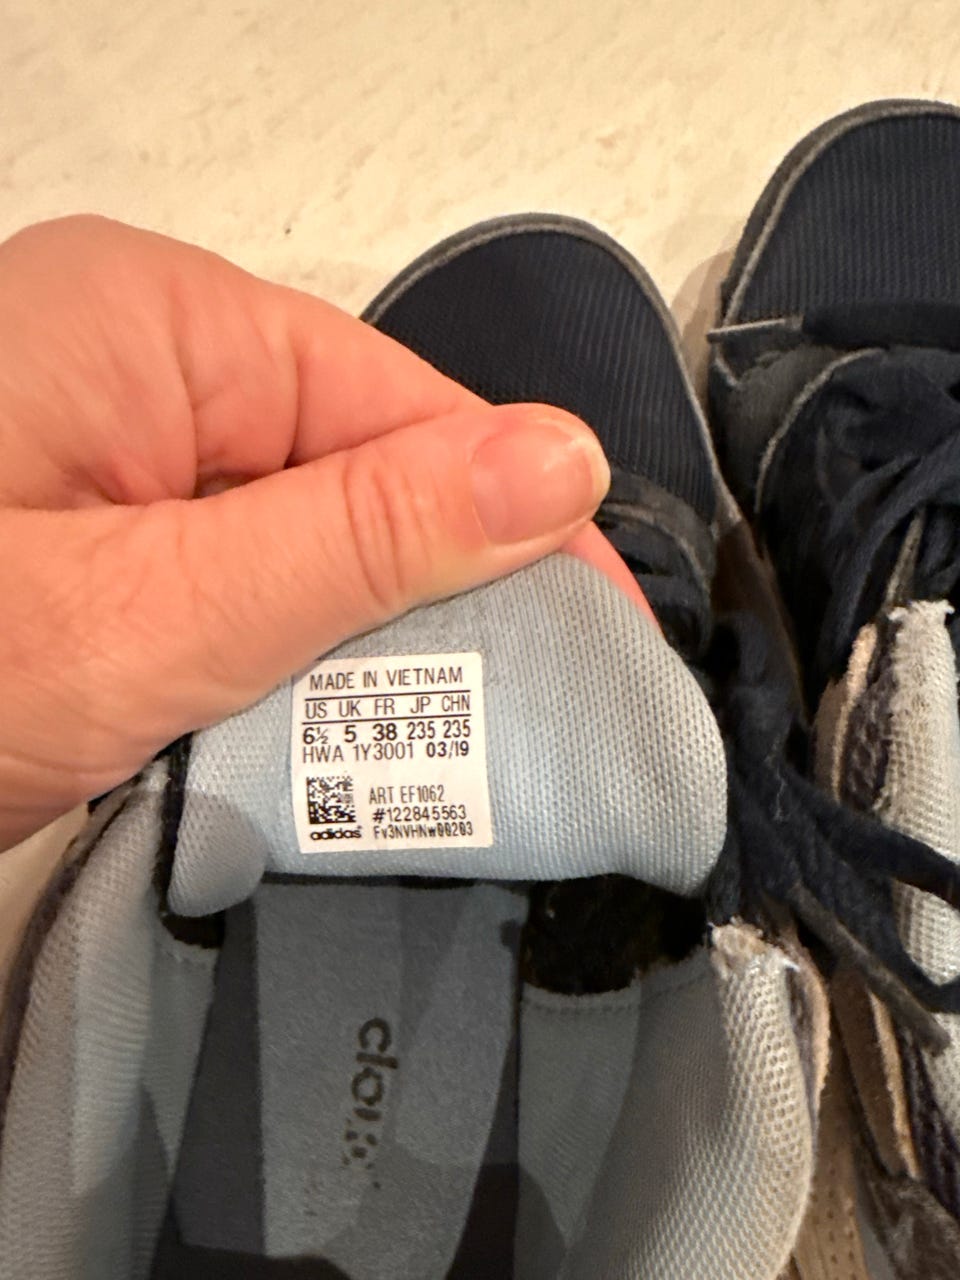 MADE IN VIETNAM
US UK FR JP CHN
6½ 5 38 235 235
HWA 1Y3001 03/19
ART EF1062
#122845563
adidas Fv3NVHNw00203